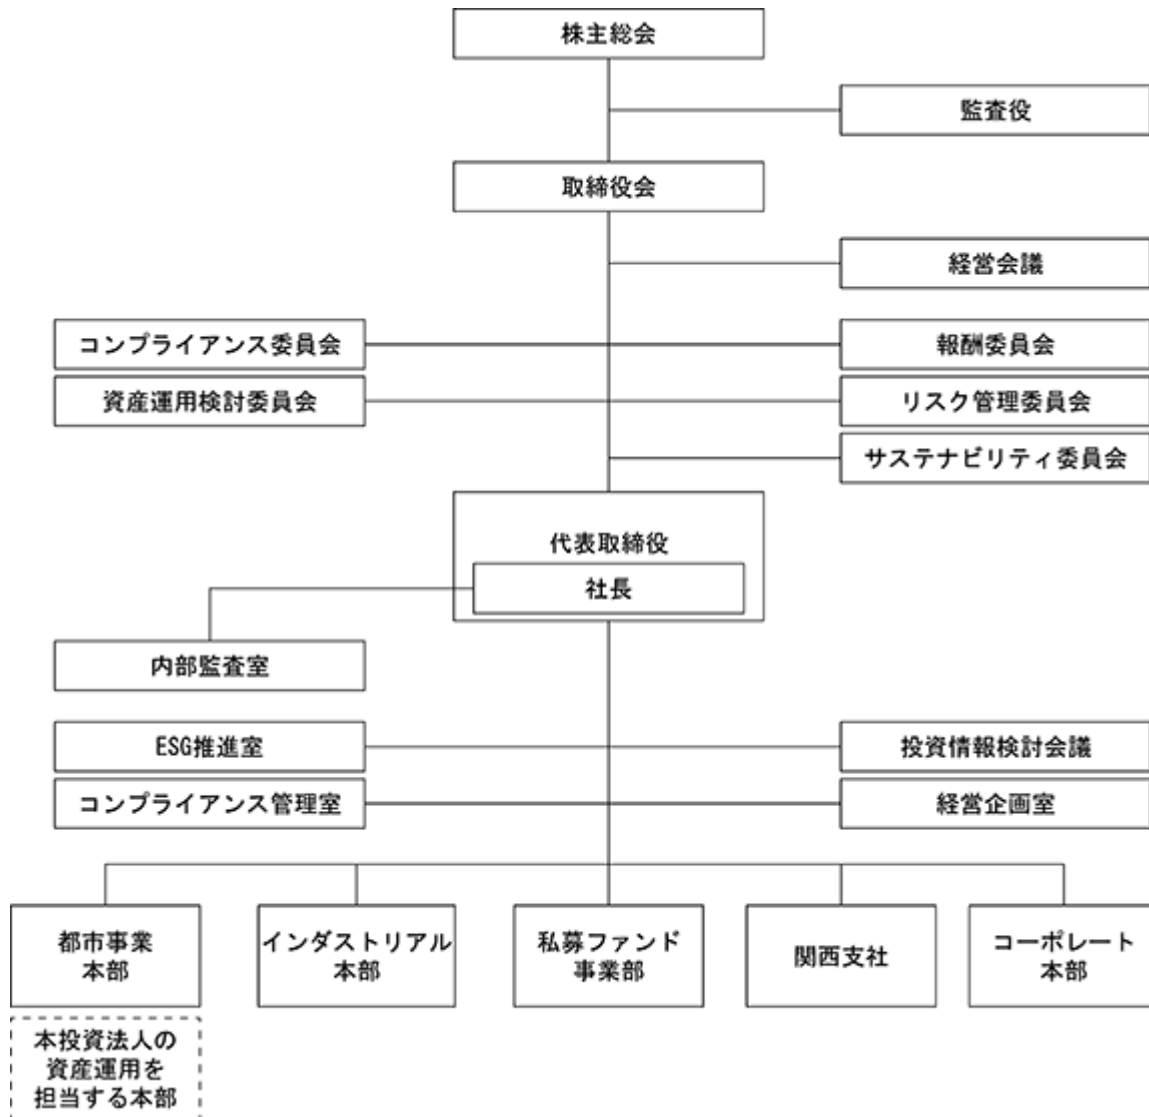 株主総会
監査役
取締役会
経営会議
コンプライアンス委員会
報酬委員会
資産運用検討委員会
リスク管理委員会
サステナビリティ委員会
代表取締役
社長
内部監査室
ESG推進室
投資情報検討会議
コンプライアンス管理室
経営企画室
都市事業
本部
インダストリアル
本部
私募ファンド
事業部
関西支社
コーポレート
本部
本投資法人の
資産運用を
担当する本部